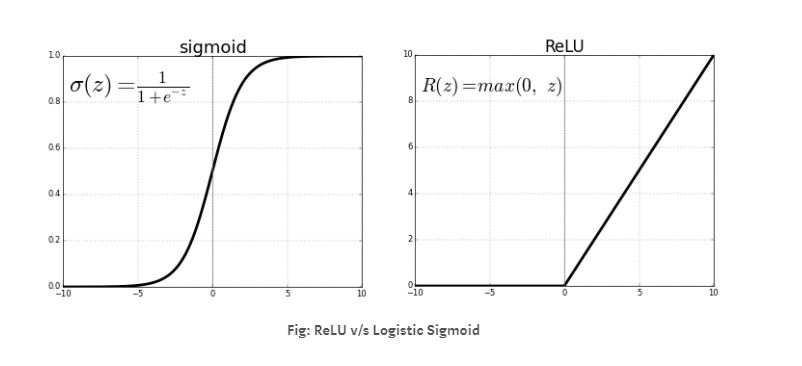 sigmoid
1.0
σ(z) = 1/(1+e^{-z})
0.8
0.6
0.4
0.2
0.0
−10 −5 0 5 10
ReLU
10
R(z) =max(0, z)
8
6
4
2
0
−10 −5 0 5 10
Fig: ReLU v/s Logistic Sigmoid